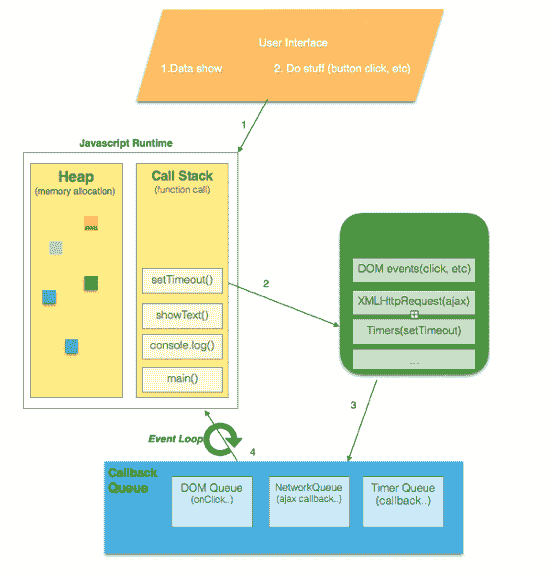 User Interface
1.Data show
2. Do stuff (button click, etc)
1
Javascript Runtime
Heap
(memory allocation)
Call Stack
(function call)
setTimeout()
showText()
console.log()
main()
2
DOM events(click, etc)
XMLHttpRequest(ajax)
Timers(setTimeout)
...
3
Event Loop
4
Callback
Queue
DOM Queue
(onClick..)
NetworkQueue
(ajax callback..)
Timer Queue
(callback..)